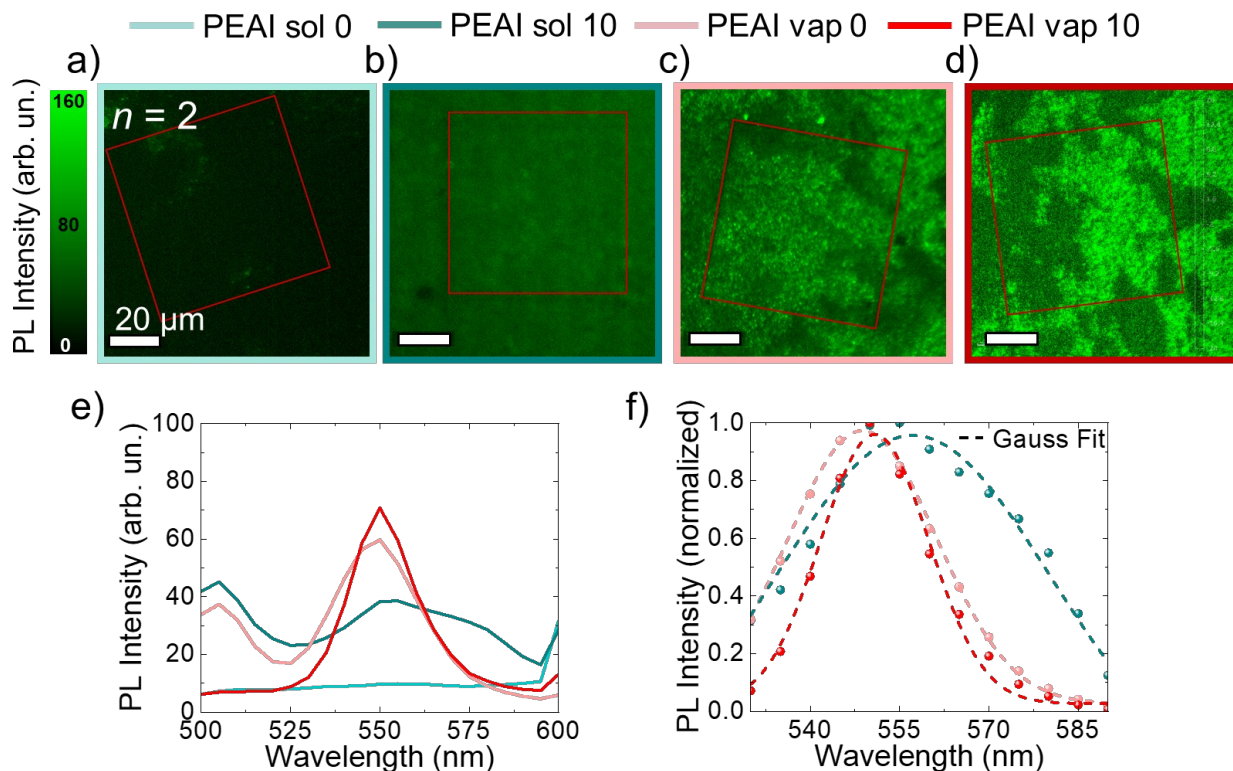 PEAI sol 0 PEAI sol 10 PEAI vap 0 PEAI vap 10
a) b) c) d)
PL Intensity (arb. un.)
160
80
0
n = 2
20 µm
e)
PL Intensity (arb. un.)
100
80
60
40
20
0
500 525 550 575 600
Wavelength (nm)
f)
PL Intensity (normalized)
1.0
0.8
0.6
0.4
0.2
0.0
Gauss Fit
540 555 570 585
Wavelength (nm)